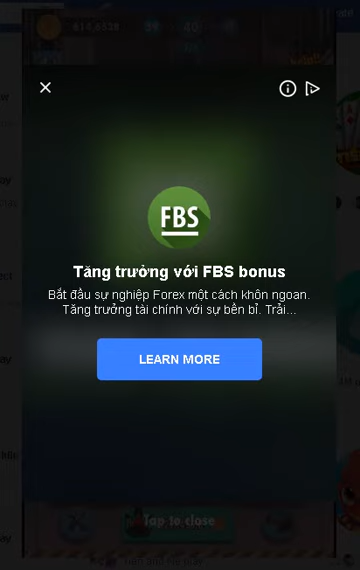 FBS
Tăng trưởng với FBS bonus
Bắt đầu sự nghiệp Forex một cách khôn ngoan.
Tăng trưởng tài chính với sự bền bỉ. Trải...
LEARN MORE
Tap to close